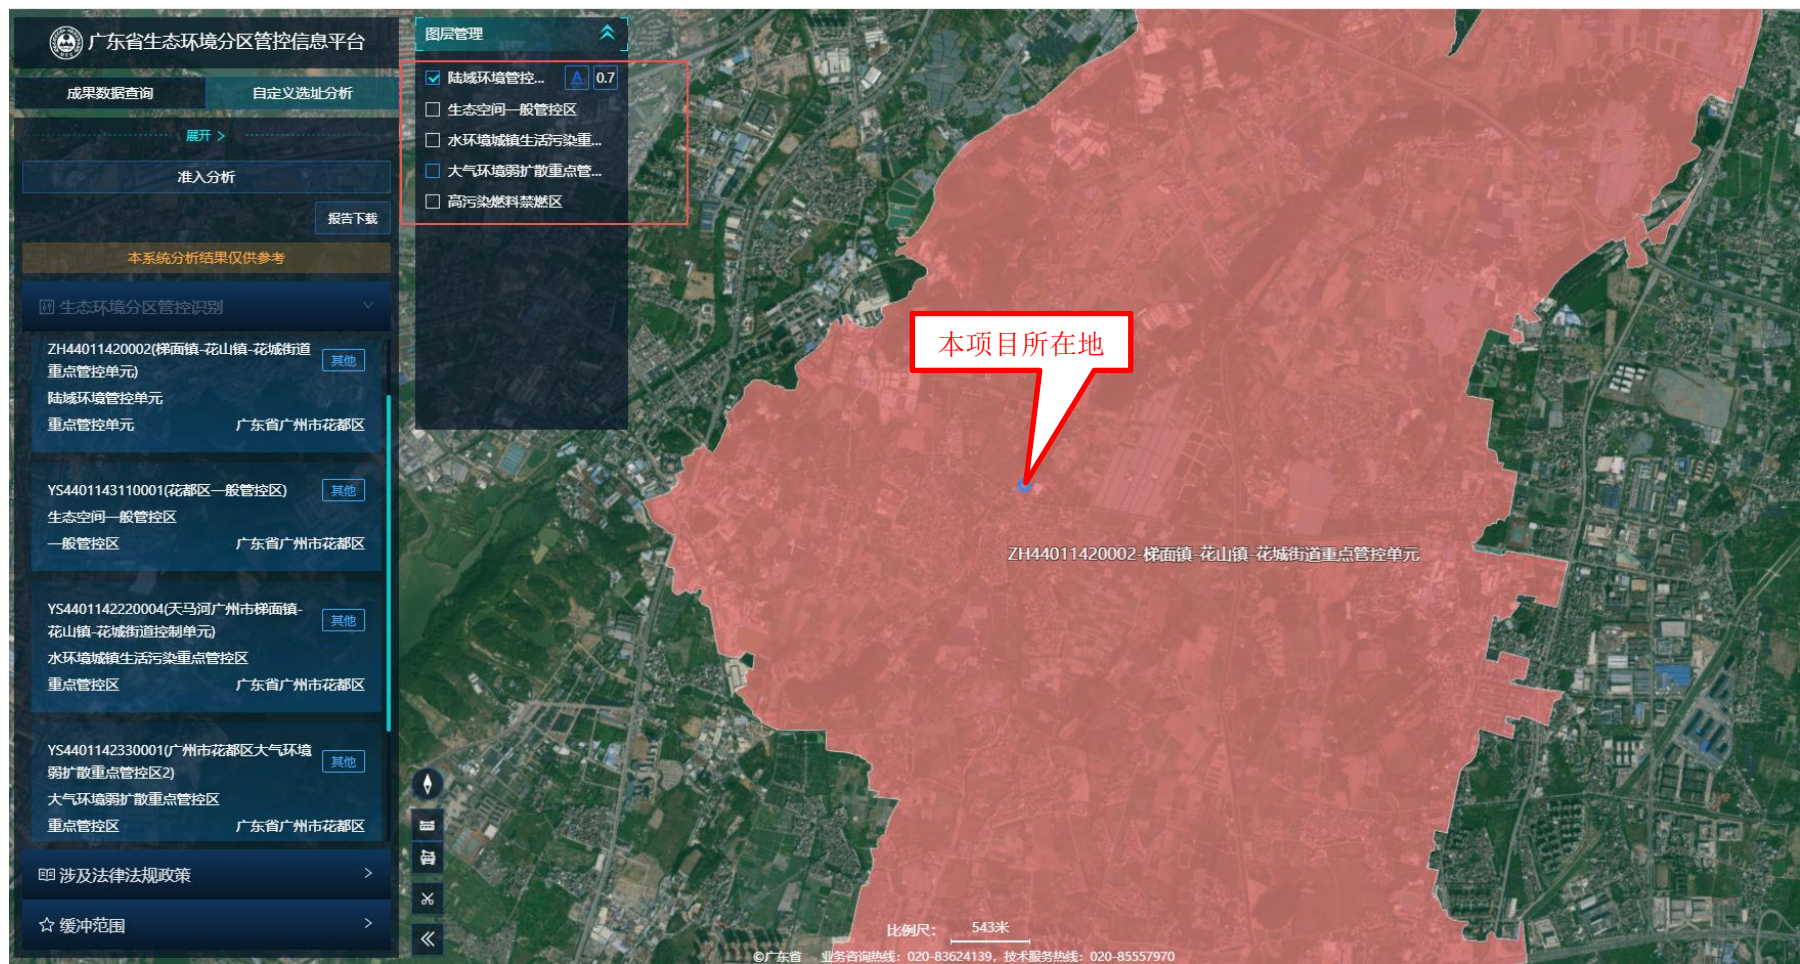 广东省生态环境分区管控信息平台
成果数据查询
自定义选址分析
展开 >
准入分析
报告下载
本系统分析结果仅供参考
生态环境分区管控识别
ZH44011420002(梯面镇-花山镇-花城街道
重点管控单元)
其他
陆域环境管控单元
重点管控单元
广东省广州市花都区
YS4401143110001(花都区一般管控区)
其他
生态空间一般管控区
一般管控区
广东省广州市花都区
YS4401142220004(天马河广州市梯面镇-
花山镇-花城街道控制单元)
其他
水环境城镇生活污染重点管控区
重点管控区
广东省广州市花都区
YS4401142330001(广州市花都区大气环境
弱扩散重点管控区2)
其他
大气环境弱扩散重点管控区
重点管控区
广东省广州市花都区
涉及法律法规政策
缓冲范围
图层管理
陆域环境管控...
A
0.7
生态空间一般管控区
水环境城镇生活污染重...
大气环境弱扩散重点管...
高污染燃料禁燃区
本项目所在地
ZH44011420002-梯面镇-花山镇-花城街道重点管控单元
比例尺： 543米
©广东省 业务咨询热线：020-83624139，技术服务热线：020-85557970